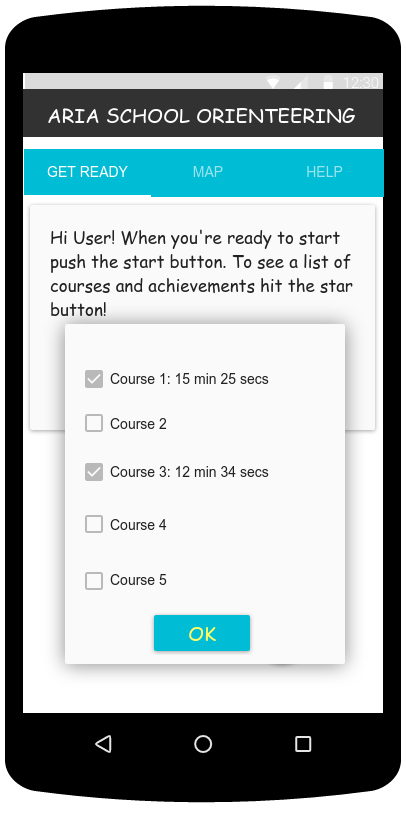 12:30
ARIA SCHOOL ORIENTEERING
GET READY MAP HELP
Hi User! When you're ready to start
push the start button. To see a list of
courses and achievements hit the star
button!
Course 1: 15 min 25 secs
Course 2
Course 3: 12 min 34 secs
Course 4
Course 5
OK